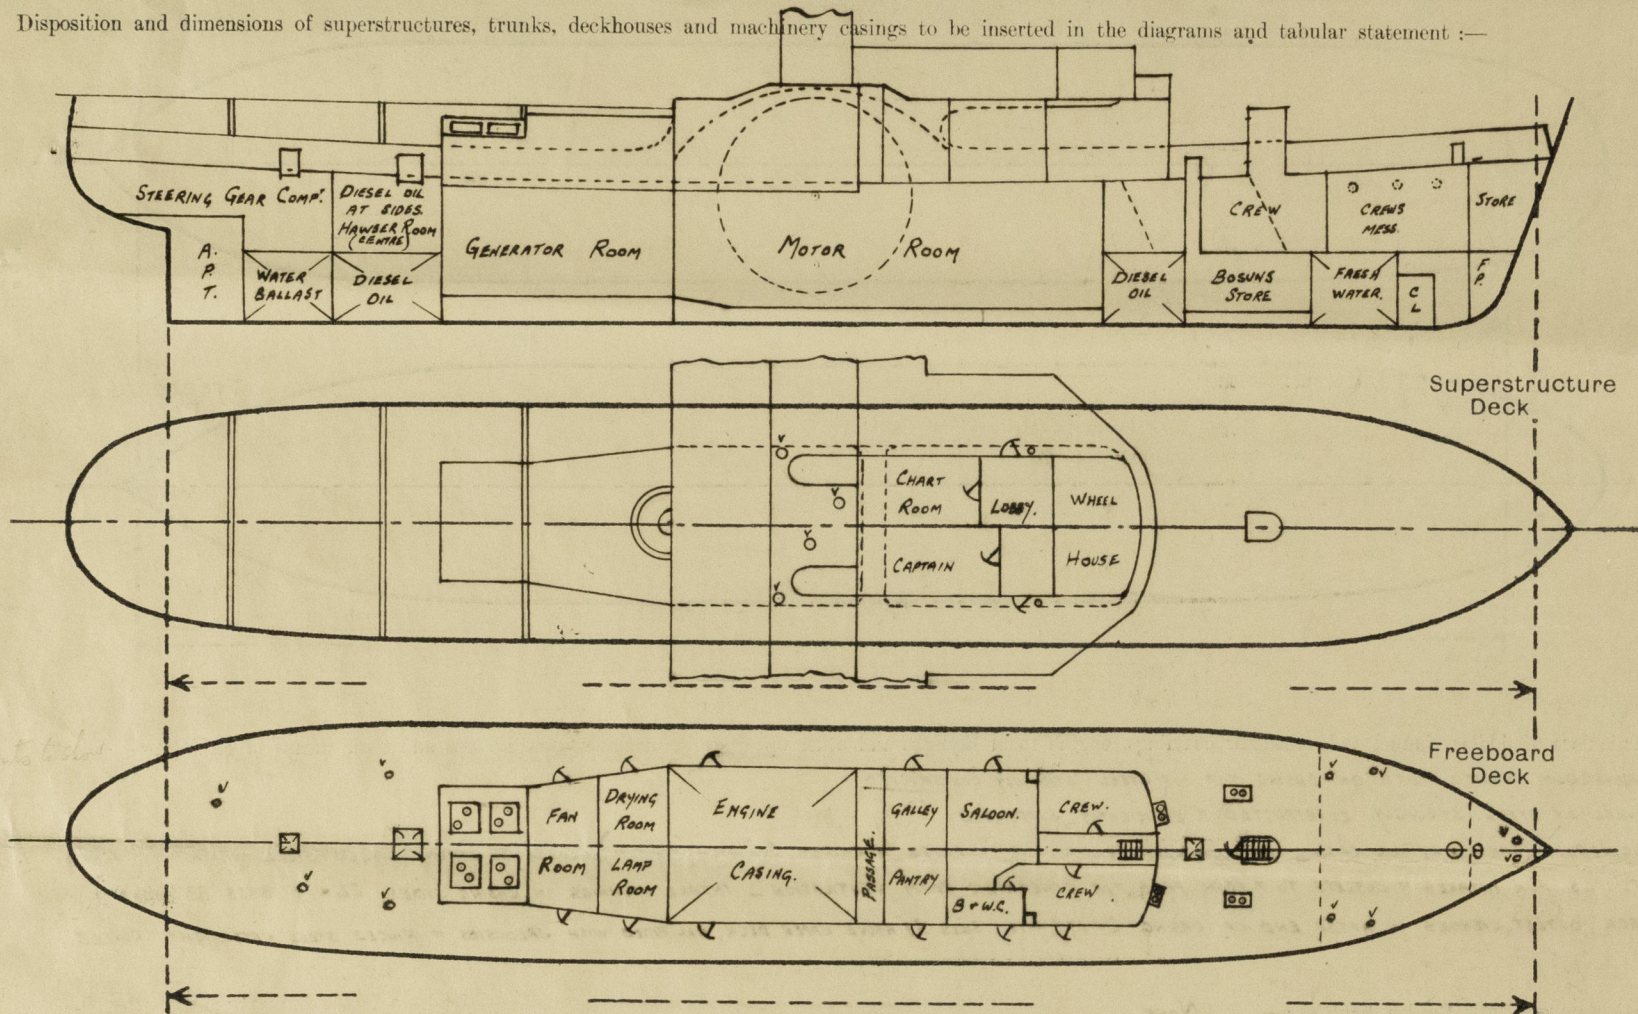 Disposition and dimensions of superstructures, trunks, deckhouses and machinery casings to be inserted in the diagrams and tabular statement :—
STEERING GEAR COMPT.
DIESEL OIL
AT SIDES.
HAWSER ROOM
(CENTRE)
A.
P.
T.
WATER
BALLAST
DIESEL
OIL
GENERATOR ROOM
MOTOR ROOM
DIESEL
OIL
CREW
BOSUNS
STORE
CREWS
MESS.
FRESH
WATER.
C
L
STORE
F
P.
Superstructure
Deck
V
V
V
V
CHART
ROOM
LOBBY.
WHEEL
HOUSE
CAPTAIN
Freeboard
Deck
FAN
ROOM
DRYING
ROOM
LAMP
ROOM
ENGINE
CASING.
PASSAGE.
GALLEY
PANTRY
SALOON.
B & W.C.
CREW.
CREW.
V
V
V
V
V
V
V
V
V
V